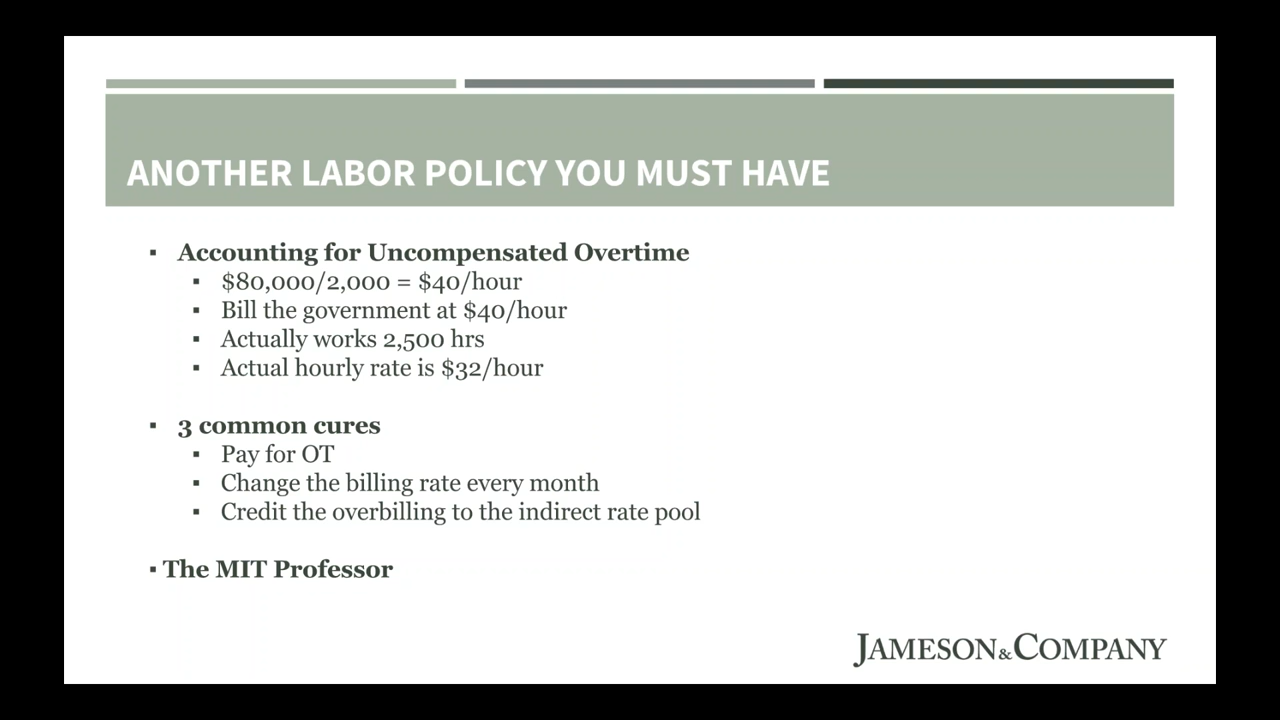 ANOTHER LABOR POLICY YOU MUST HAVE
▪ Accounting for Uncompensated Overtime
▪ $80,000/2,000 = $40/hour
▪ Bill the government at $40/hour
▪ Actually works 2,500 hrs
▪ Actual hourly rate is $32/hour
▪ 3 common cures
▪ Pay for OT
▪ Change the billing rate every month
▪ Credit the overbilling to the indirect rate pool
▪ The MIT Professor
JAMESON&COMPANY